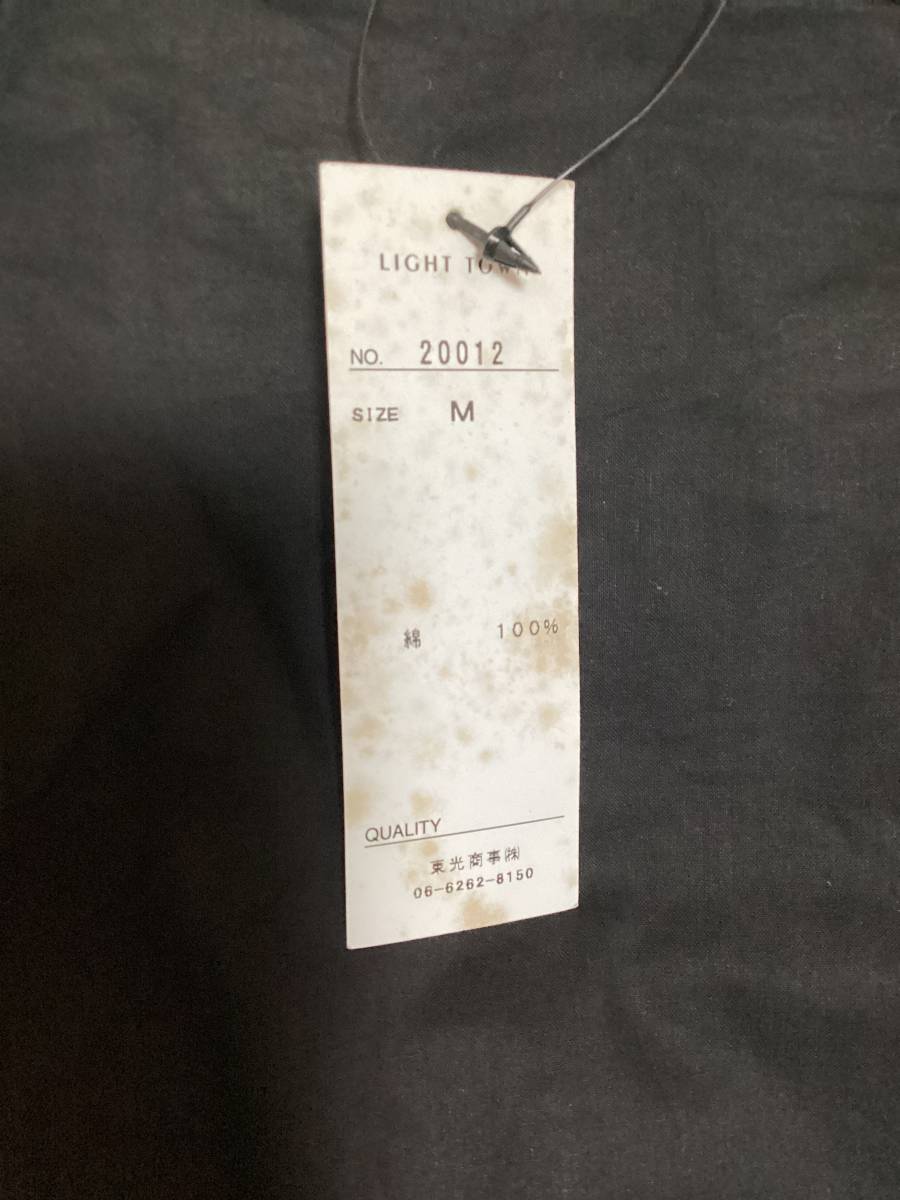 LIGHT TOWN
NO. 20012
SIZE M
綿 100%
QUALITY
東光商事㈱
06-6262-8150